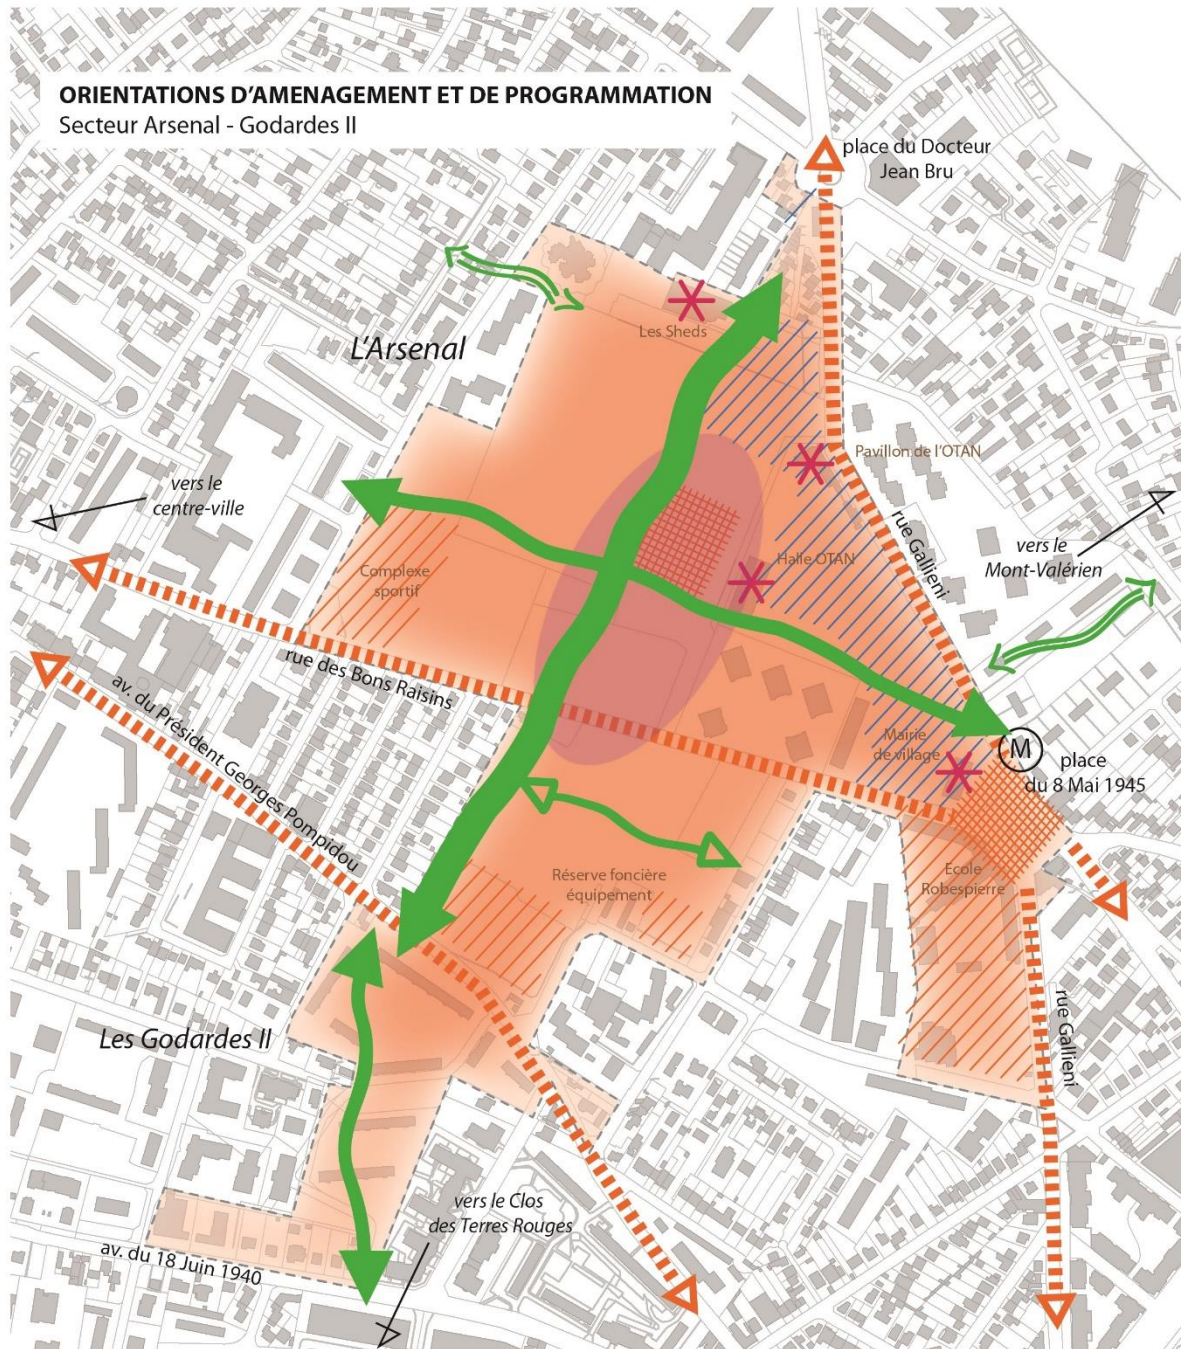 ORIENTATIONS D'AMENAGEMENT ET DE PROGRAMMATION
Secteur Arsenal - Godardes II
place du Docteur
Jean Bru
L'Arsenal
Les Sheds
Pavillon de l'OTAN
vers le
centre-ville
rue Gallieni
vers le
Mont-Valérien
Complexe
sportif
Halle OTAN
rue des Bons Raisins
av. du Président Georges Pompidou
Mairie
de village
M
place
du 8 Mai 1945
Réserve foncière
équipement
Ecole
Robespierre
Les Godardes II
rue Gallieni
vers le Clos
des Terres Rouges
av. du 18 Juin 1940